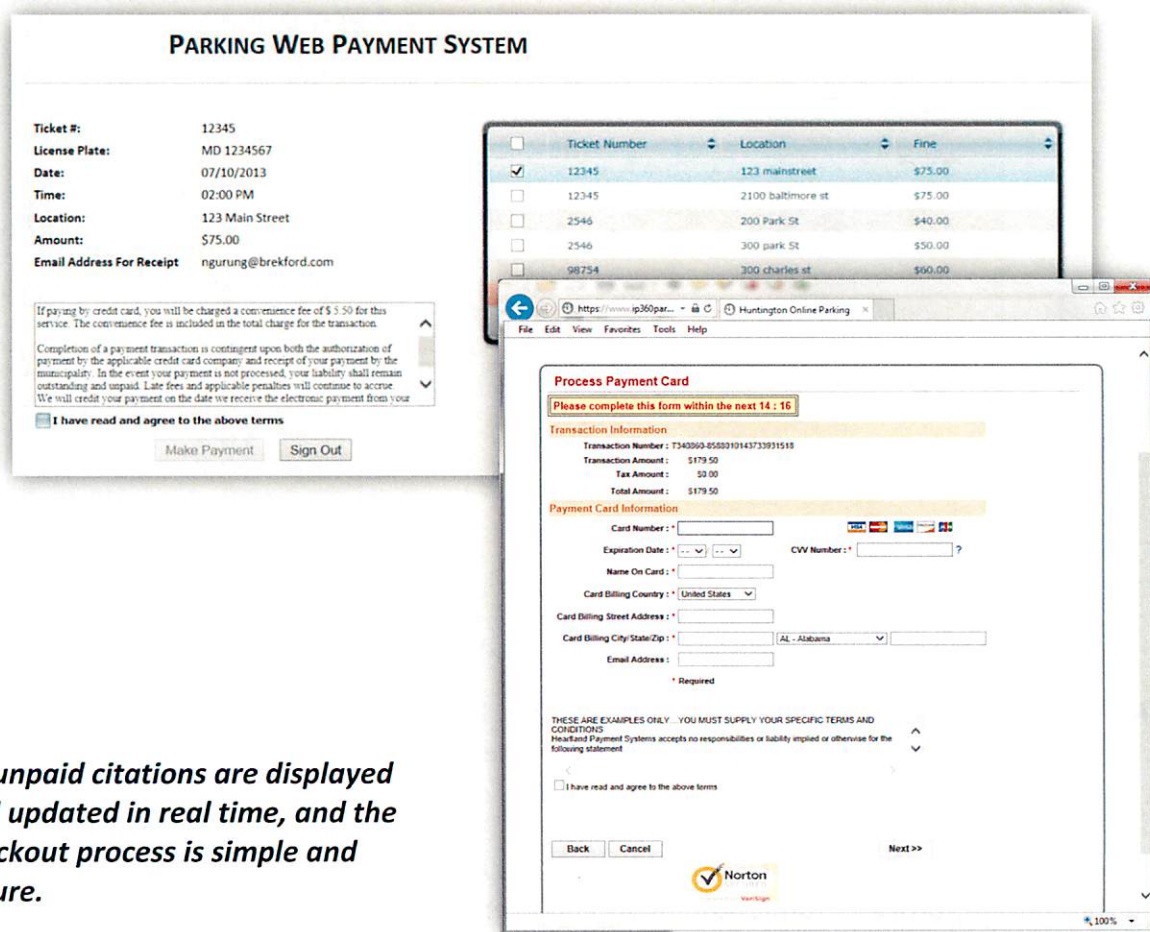 PARKING WEB PAYMENT SYSTEM
Ticket #: 12345
License Plate: MD 1234567
Date: 07/10/2013
Time: 02:00 PM
Location: 123 Main Street
Amount: $75.00
Email Address For Receipt ngurung@brekford.com
If paying by credit card, you will be charged a convenience fee of $ 5.50 for this
service. The convenience fee is included in the total charge for the transaction.
Completion of a payment transaction is contingent upon both the authorization of
payment by the applicable credit card company and receipt of your payment by the
municipality. In the event your payment is not processed, your liability shall remain
outstanding and unpaid. Late fees and applicable penalties will continue to accrue.
We will credit your payment on the date we receive the electronic payment from your
I have read and agree to the above terms
Make Payment Sign Out
Ticket Number Location Fine
12345 123 mainstreet $75.00
12345 2100 baltimore st $75.00
2546 200 Park St $40.00
2546 300 park St $50.00
98754 300 charles st $60.00
https://www.ip360par... Huntington Online Parking
File Edit View Favorites Tools Help
Process Payment Card
Please complete this form within the next 14 : 16
Transaction Information
Transaction Number :
Transaction Amount : $179.50
Tax Amount : $0.00
Total Amount : $179.50
Payment Card Information
Card Number : *
VISA
Expiration Date : * -- / -- CVV Number : * ?
Name On Card : *
Card Billing Country : * United States
Card Billing Street Address : *
Card Billing City/State/Zip : * AL - Alabama
Email Address :
* Required
THESE ARE EXAMPLES ONLY...YOU MUST SUPPLY YOUR SPECIFIC TERMS AND
CONDITIONS
Heartland Payment Systems accepts no responsibilities or liability implied or otherwise for the
following statement
I have read and agree to the above terms
Back Cancel Next >>
Norton
VeriSign
100%
unpaid citations are displayed
updated in real time, and the
ckout process is simple and
ure.